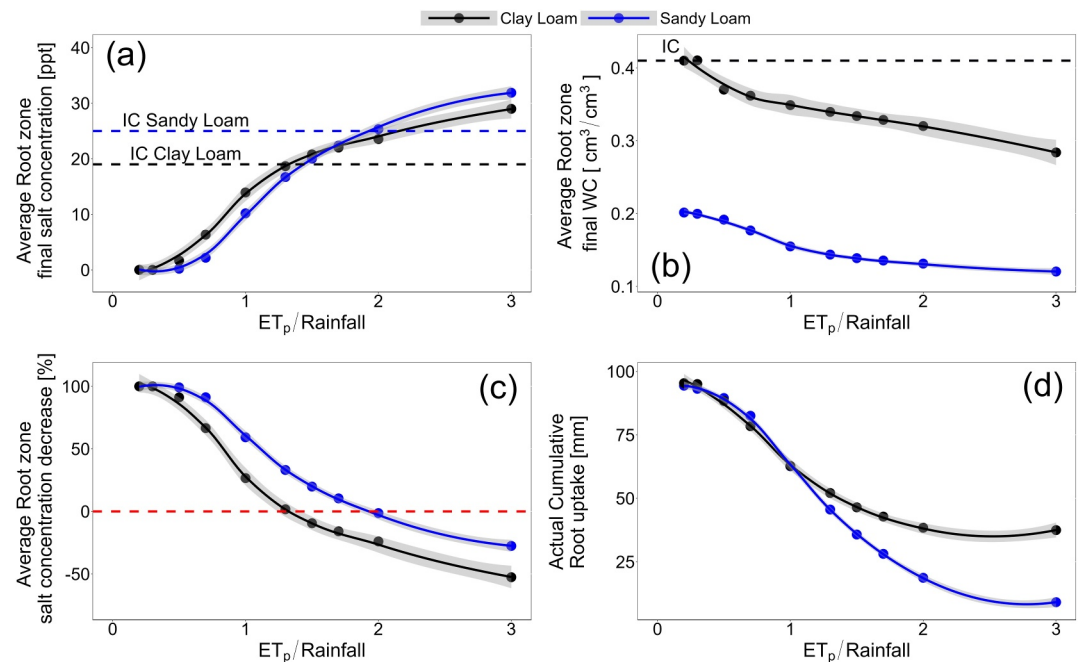 Clay Loam Sandy Loam
(a)
Average Root zone
final salt concentration [ppt]
40
30
20
10
0
IC Sandy Loam
IC Clay Loam
0 1 2 3
ETp/Rainfall
(b)
Average Root zone
final WC [ cm³/cm³ ]
0.4
0.3
0.2
0.1
IC
0 1 2 3
ETp/Rainfall
(c)
Average Root zone
salt concentration decrease [%]
100
50
0
-50
0 1 2 3
ETp/Rainfall
(d)
Actual Cumulative
Root uptake [mm]
100
75
50
25
0 1 2 3
ETp/Rainfall